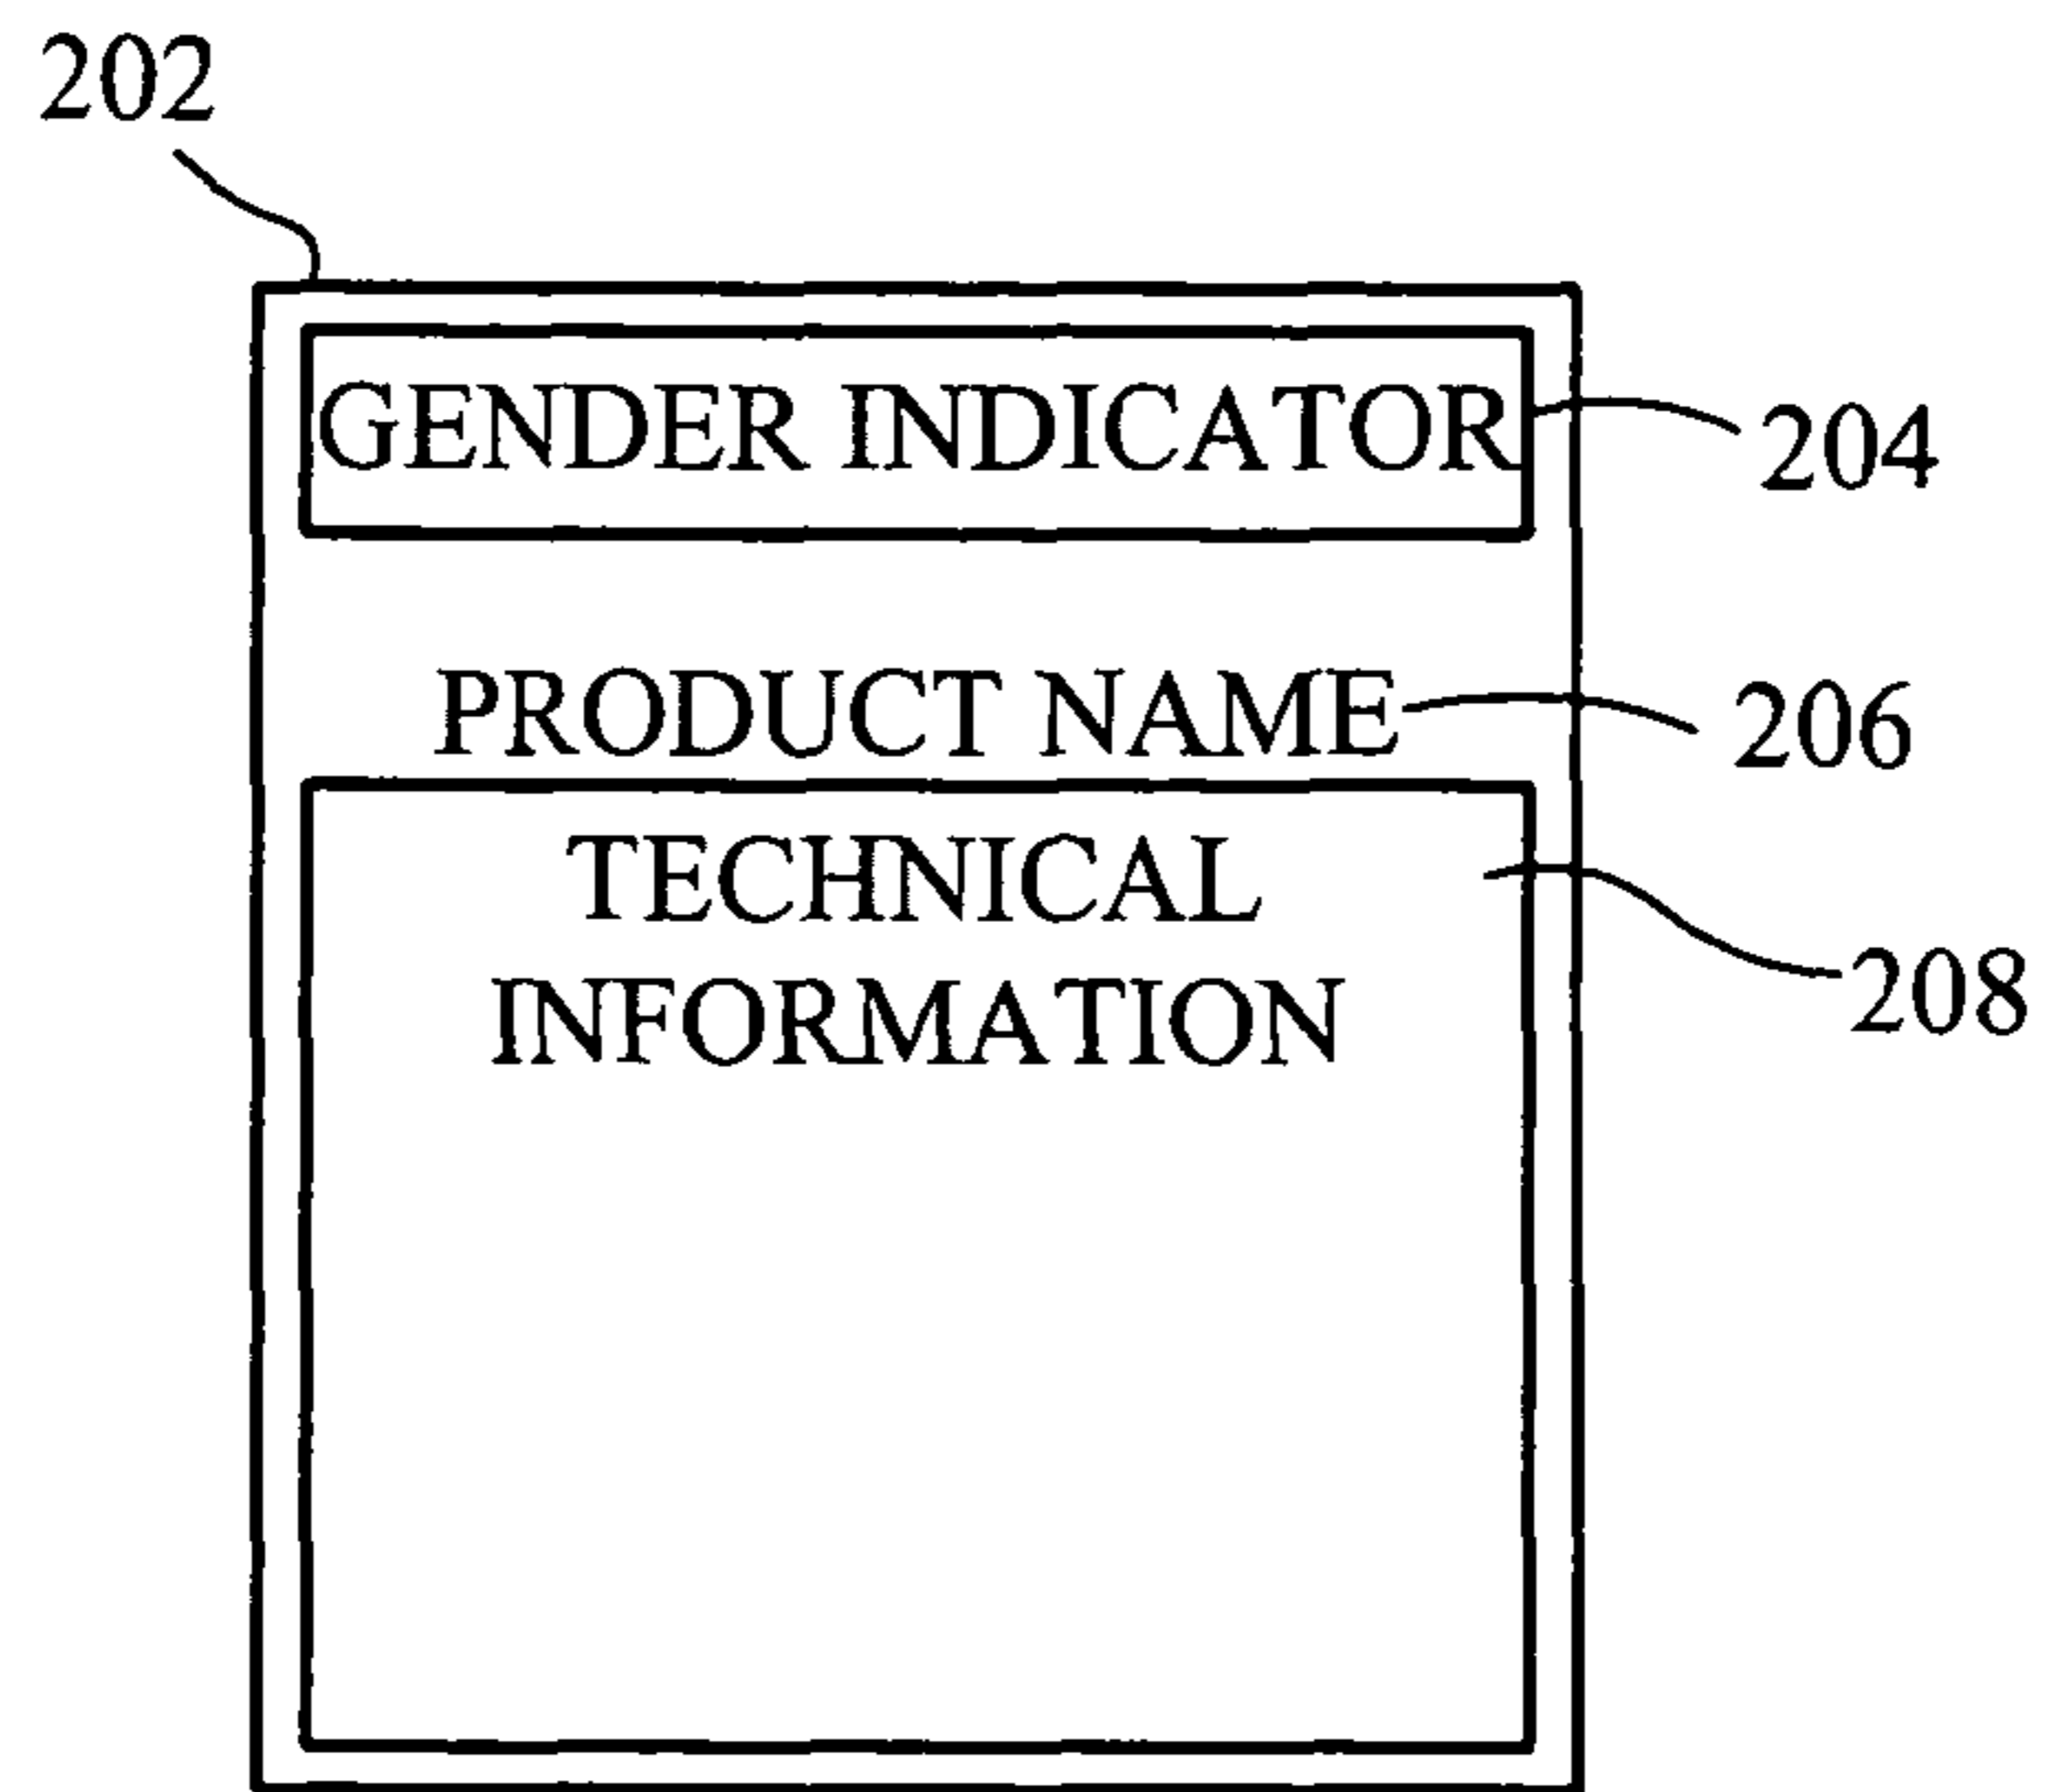 202
GENDER INDICATOR
204
PRODUCT NAME
206
TECHNICAL
INFORMATION
208